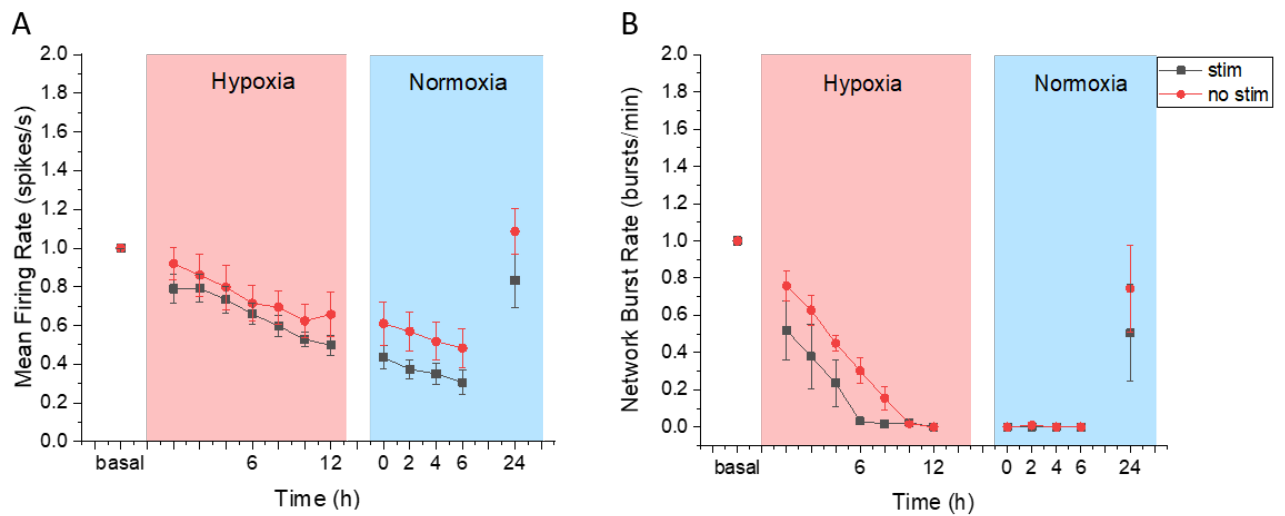 A
Mean Firing Rate (spikes/s)
2.0
1.8
1.6
1.4
1.2
1.0
0.8
0.6
0.4
0.2
0.0
Hypoxia
Normoxia
basal 6 12 0 2 4 6 24
Time (h)
B
Network Burst Rate (bursts/min)
2.0
1.8
1.6
1.4
1.2
1.0
0.8
0.6
0.4
0.2
0.0
Hypoxia
Normoxia
stim
no stim
basal 6 12 0 2 4 6 24
Time (h)